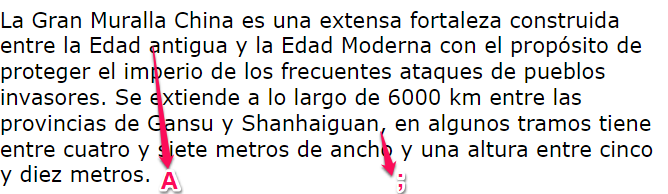 La Gran Muralla China es una extensa fortaleza construida
entre la Edad antigua y la Edad Moderna con el propósito de
proteger el imperio de los frecuentes ataques de pueblos
invasores. Se extiende a lo largo de 6000 km entre las
provincias de Gansu y Shanhaiguan, en algunos tramos tiene
entre cuatro y siete metros de ancho y una altura entre cinco
y diez metros. A ;